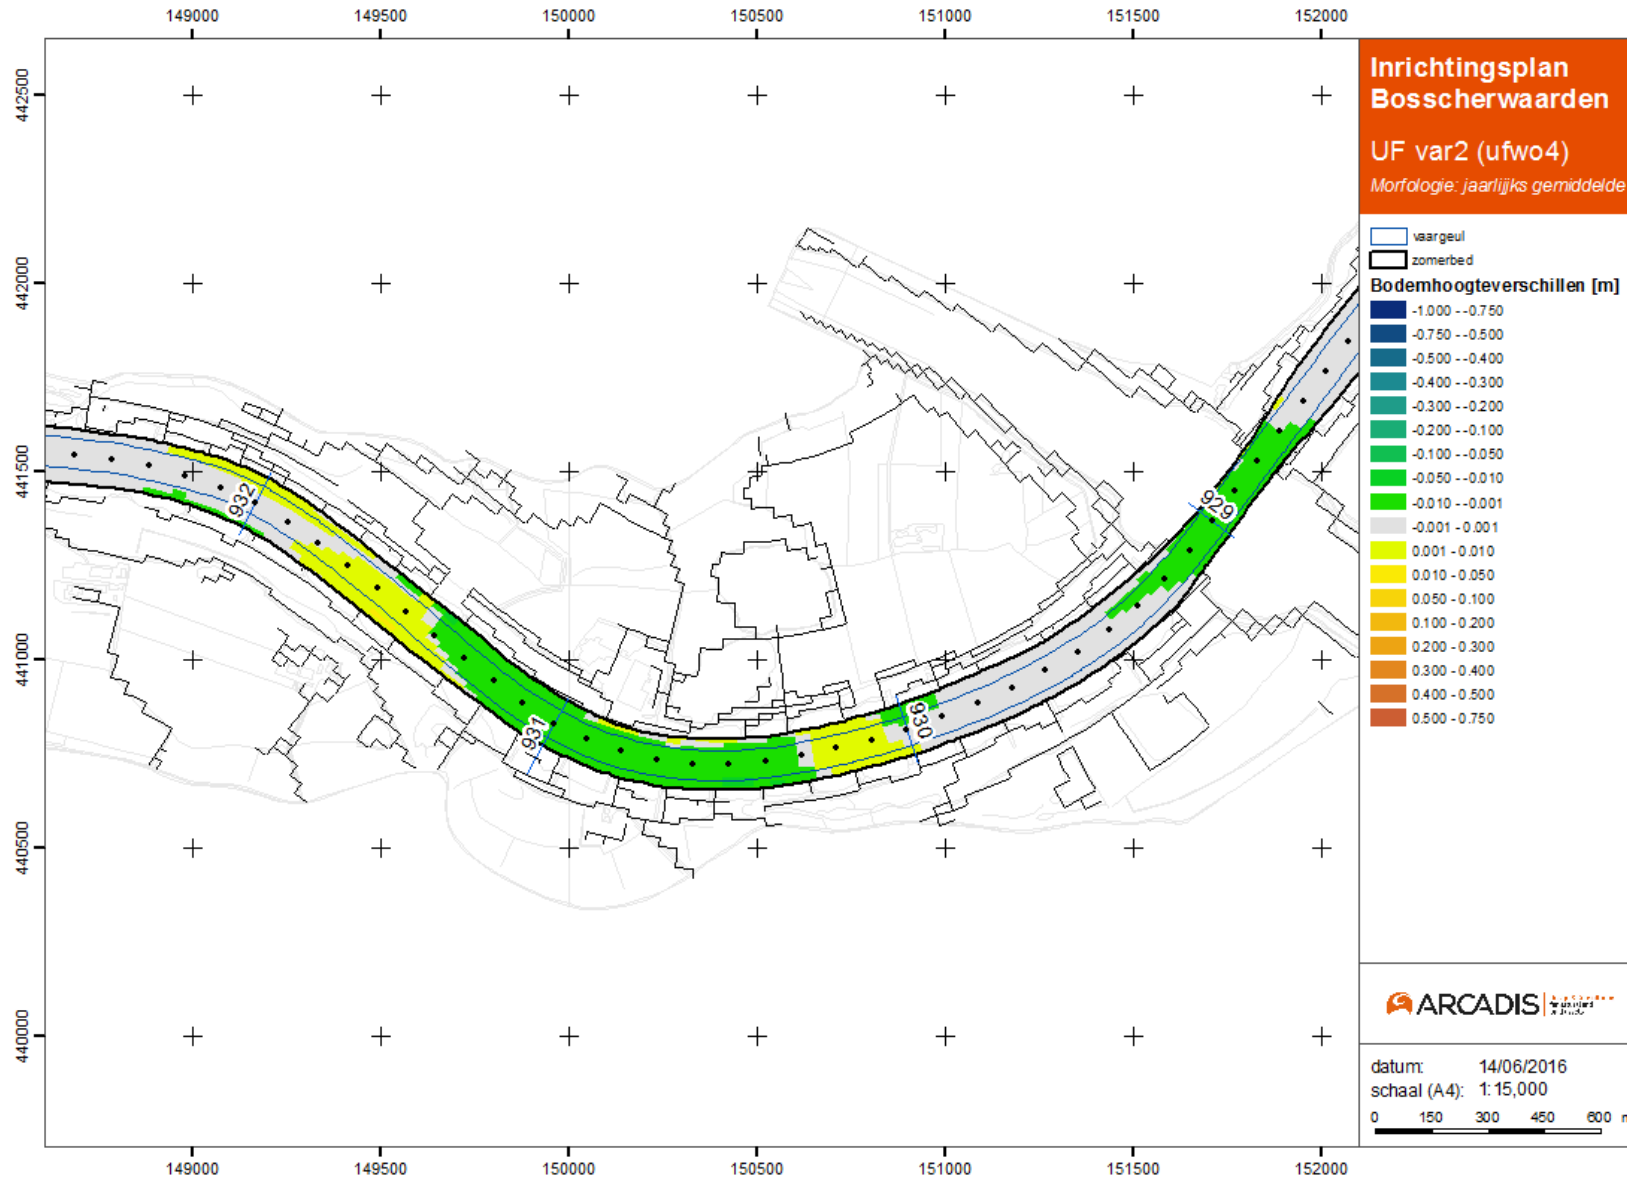 149000 149500 150000 150500 151000 151500 152000
442500
442000
441500
441000
440500
440000
932
931
930
929
149000 149500 150000 150500 151000 151500 152000
Inrichtingsplan
Bosscherwaarden
UF var2 (ufwo4)
Morfologie: jaarlijks gemiddelde
vaargeul
zomerbed
Bodemhoogteverschillen [m]
-1.000 - -0.750
-0.750 - -0.500
-0.500 - -0.400
-0.400 - -0.300
-0.300 - -0.200
-0.200 - -0.100
-0.100 - -0.050
-0.050 - -0.010
-0.010 - -0.001
-0.001 - 0.001
0.001 - 0.010
0.010 - 0.050
0.050 - 0.100
0.100 - 0.200
0.200 - 0.300
0.300 - 0.400
0.400 - 0.500
0.500 - 0.750
ARCADIS
datum: 14/06/2016
schaal (A4): 1:15,000
0 150 300 450 600